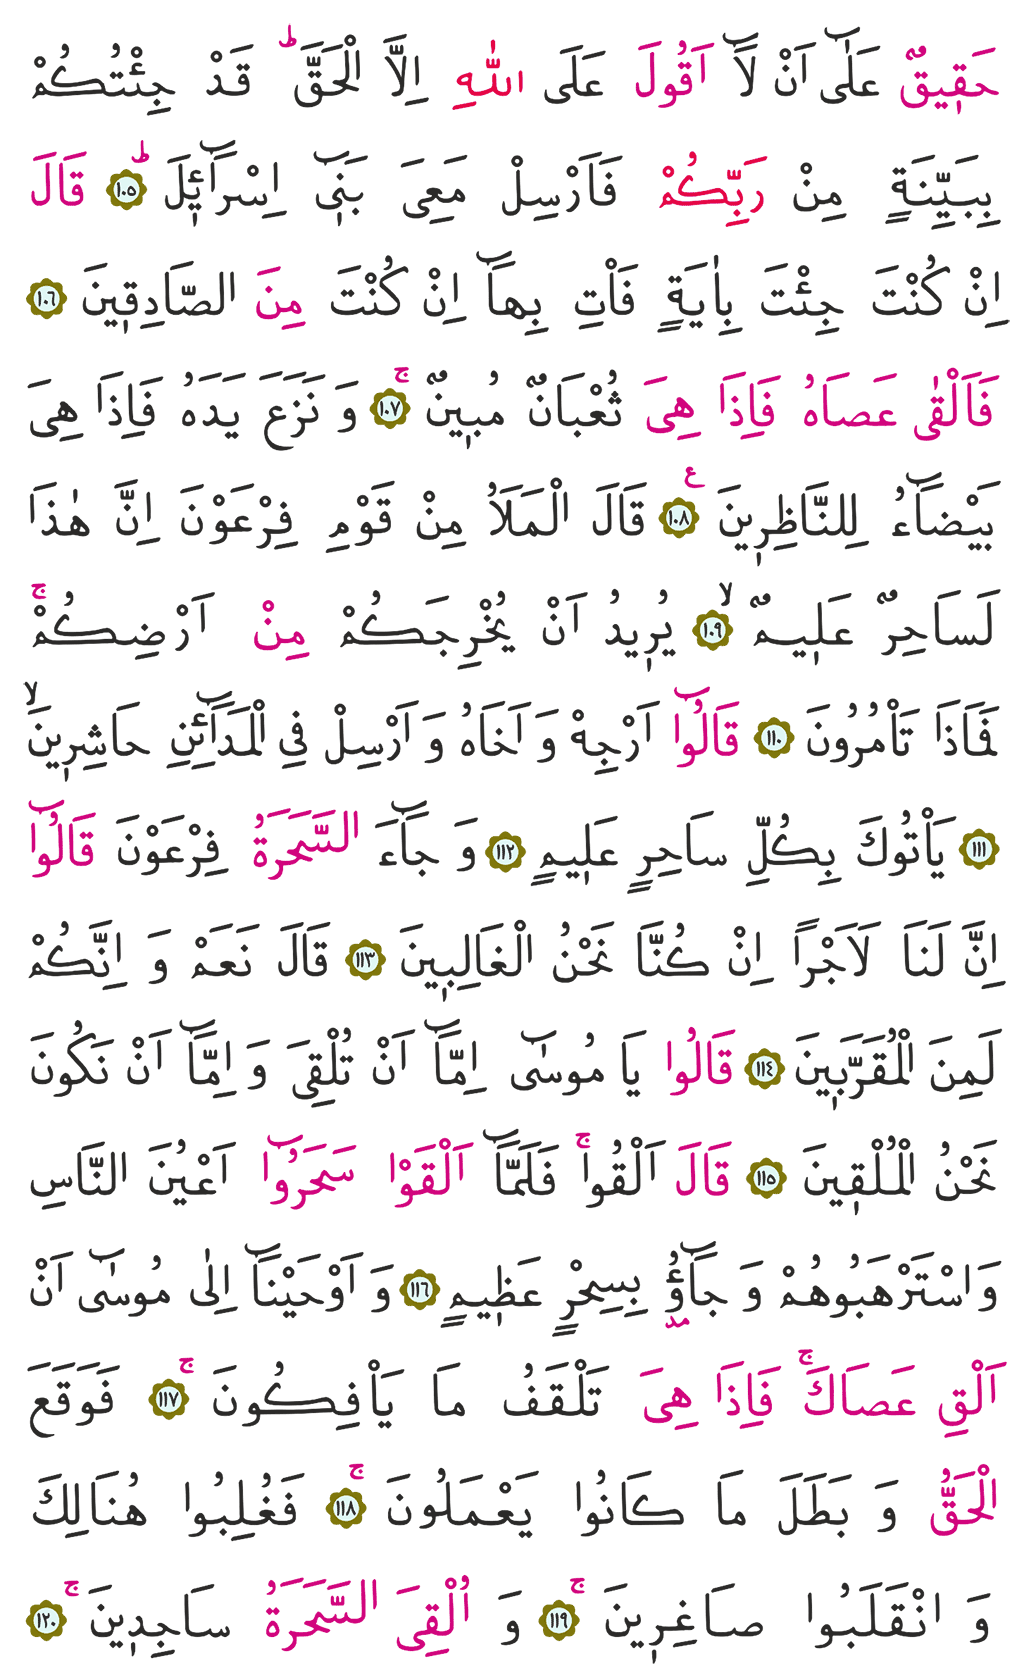 حَقٖيقٌ عَلٰٓى اَنْ لَٓا اَقُولَ عَلَى اللّٰهِ اِلَّا الْحَقَّؕ قَدْ جِئْتُكُمْ
بِبَيِّنَةٍ مِنْ رَبِّكُمْ فَاَرْسِلْ مَعِىَ بَنٖٓى اِسْرَٓائٖلَؕ ﴿١٠٥﴾ قَالَ
اِنْ كُنْتَ جِئْتَ بِاٰيَةٍ فَاْتِ بِهَٓا اِنْ كُنْتَ مِنَ الصَّادِقٖينَ ﴿١٠٦﴾
فَاَلْقٰى عَصَاهُ فَاِذَا هِىَ ثُعْبَانٌ مُبٖينٌۚ ﴿١٠٧﴾ وَ نَزَعَ يَدَهُ فَاِذَا هِىَ
بَيْضَٓاءُ لِلنَّاظِرٖينَ ﴿١٠٨﴾ ع قَالَ الْمَلَاُ مِنْ قَوْمِ فِرْعَوْنَ اِنَّ هٰذَا
لَسَاحِرٌ عَلٖيمٌۙ ﴿١٠٩﴾ يُرٖيدُ اَنْ يُخْرِجَكُمْ مِنْ اَرْضِكُمْۚ
فَمَاذَا تَاْمُرُونَ ﴿١١٠﴾ قَالُٓوا اَرْجِهْ وَ اَخَاهُ وَ اَرْسِلْ فِى الْمَدَٓائِنِ حَاشِرٖينَۙ
﴿١١١﴾ يَاْتُوكَ بِكُلِّ سَاحِرٍ عَلٖيمٍ ﴿١١٢﴾ وَ جَٓاءَ السَّحَرَةُ فِرْعَوْنَ قَالُٓوا
اِنَّ لَنَا لَاَجْرًا اِنْ كُنَّا نَحْنُ الْغَالِبٖينَ ﴿١١٣﴾ قَالَ نَعَمْ وَ اِنَّكُمْ
لَمِنَ الْمُقَرَّبٖينَ ﴿١١٤﴾ قَالُوا يَا مُوسٰٓى اِمَّٓا اَنْ تُلْقِىَ وَ اِمَّٓا اَنْ نَكُونَ
نَحْنُ الْمُلْقٖينَ ﴿١١٥﴾ قَالَ اَلْقُواۚ فَلَمَّٓا اَلْقَوْا سَحَرُٓوا اَعْيُنَ النَّاسِ
وَاسْتَرْهَبُوهُمْ وَ جَٓاؤُ مد بِسِحْرٍ عَظٖيمٍ ﴿١١٦﴾ وَ اَوْحَيْنَٓا اِلٰى مُوسٰٓى اَنْ
اَلْقِ عَصَاكَۚ فَاِذَا هِىَ تَلْقَفُ مَا يَاْفِكُونَۚ ﴿١١٧﴾ فَوَقَعَ
الْحَقُّ وَ بَطَلَ مَا كَانُوا يَعْمَلُونَۚ ﴿١١٨﴾ فَغُلِبُوا هُنَالِكَ
وَ انْقَلَبُوا صَاغِرٖينَۚ ﴿١١٩﴾ وَ اُلْقِىَ السَّحَرَةُ سَاجِدٖينَۚ ﴿١٢٠﴾